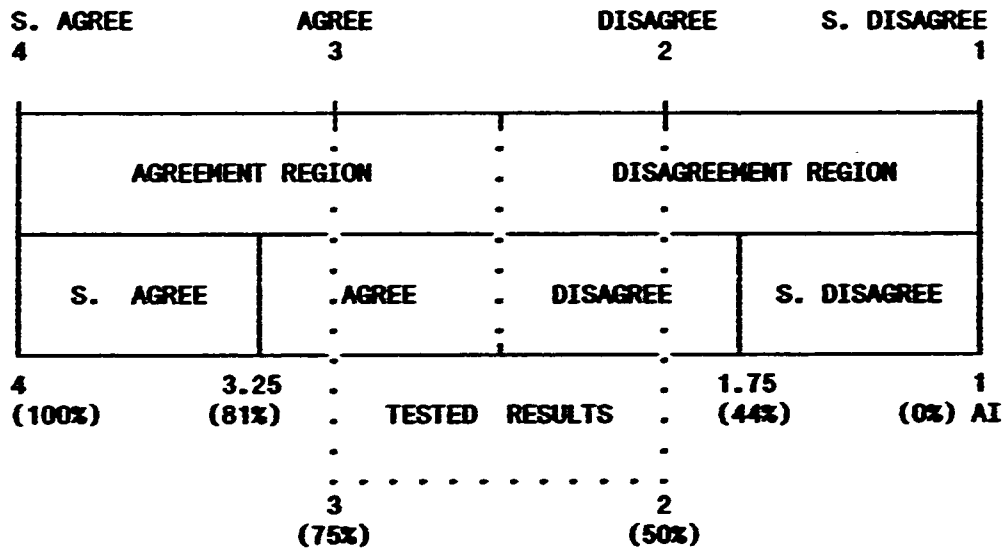 S. AGREE AGREE DISAGREE S. DISAGREE
4 3 2 1
AGREEMENT REGION DISAGREEMENT REGION
S. AGREE AGREE DISAGREE S. DISAGREE
4 3.25 1.75 1
(100%) (81%) TESTED RESULTS (44%) (0%) AI
3 2
(75%) (50%)